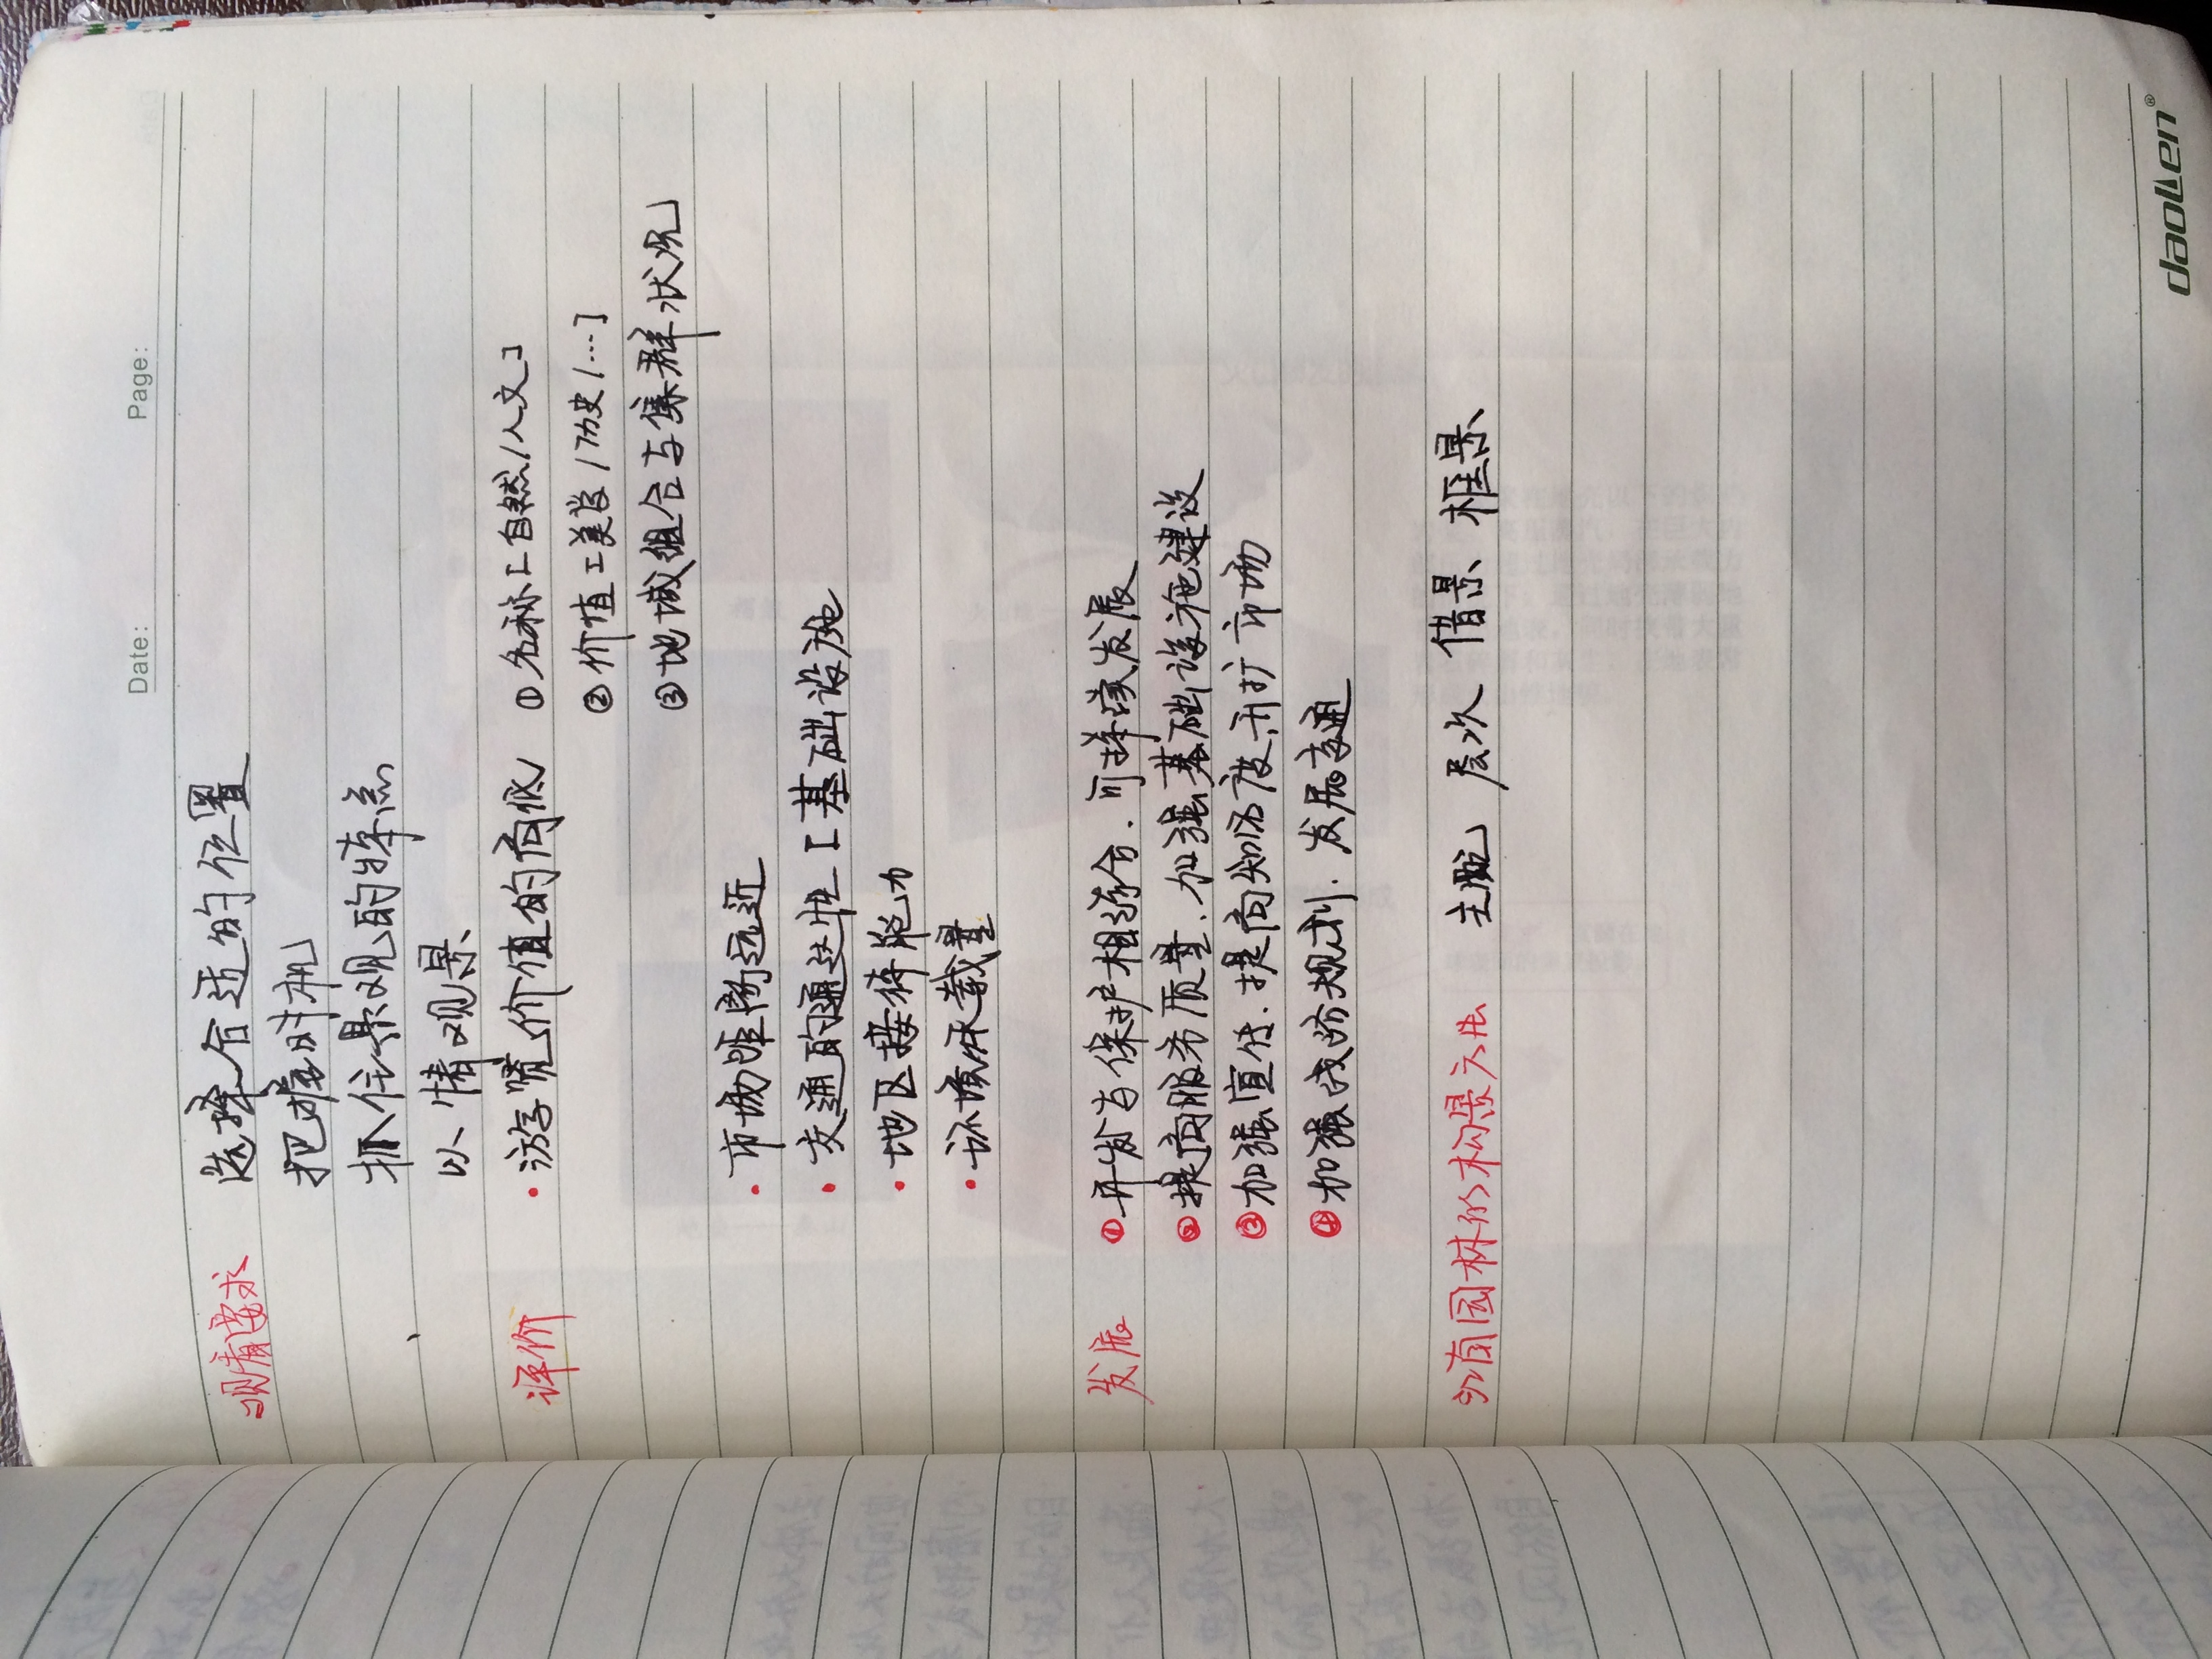 Date: Page:
观看要求 选择合适的位置
把握时机
抓住景观的特点
以情观景
评价 · 游览价值的高低 ① 名称[自然/人文]
② 价值[美学/历史/…]
③ 地域组合与集群状况
· 市场距离远近
· 交通的通达性[基础设施
· 地区接待能力
· 环境承载量
发展 ① 开发与保护相结合.可持续发展
② 提高服务质量.加强基础设施建设
③ 加强宣传.提高知名度,开扩市场
④ 加强 规划.发展交通
江南园林的构景方法 主配 层次 借景 框景
daolen®